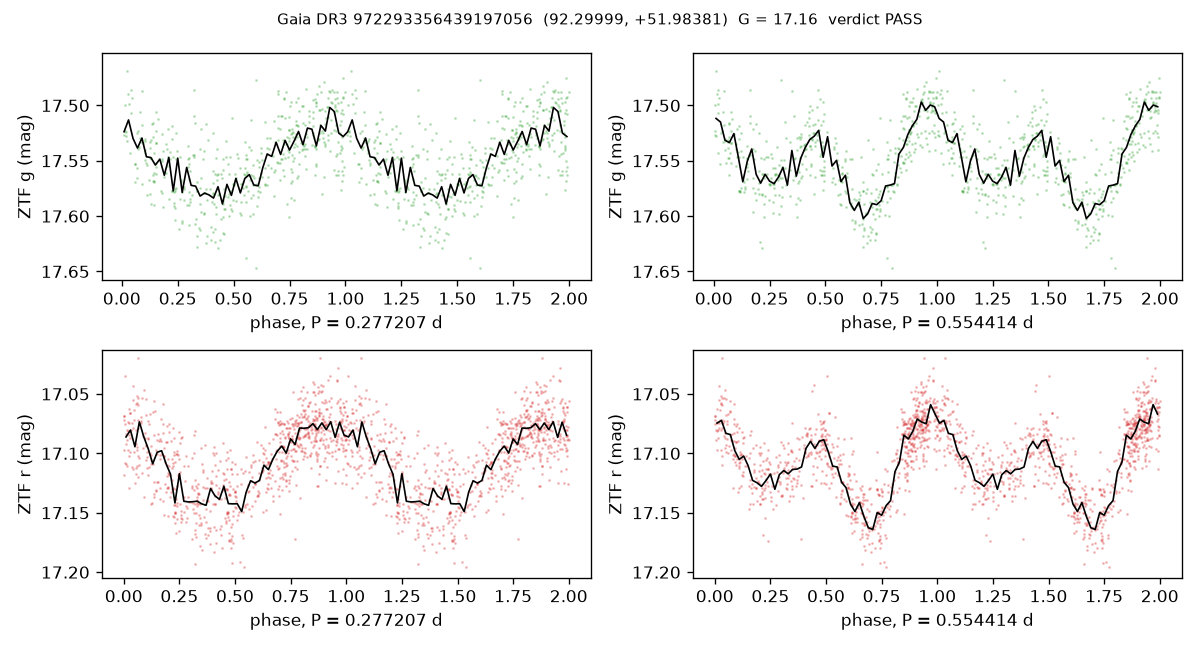 Gaia DR3 972293356439197056 (92.29999, +51.98381) G = 17.16 verdict PASS
ZTF g (mag)
17.50
17.55
17.60
17.65
0.00 0.25 0.50 0.75 1.00 1.25 1.50 1.75 2.00
phase, P = 0.277207 d
ZTF g (mag)
17.50
17.55
17.60
17.65
0.00 0.25 0.50 0.75 1.00 1.25 1.50 1.75 2.00
phase, P = 0.554414 d
ZTF r (mag)
17.05
17.10
17.15
17.20
0.00 0.25 0.50 0.75 1.00 1.25 1.50 1.75 2.00
phase, P = 0.277207 d
ZTF r (mag)
17.05
17.10
17.15
17.20
0.00 0.25 0.50 0.75 1.00 1.25 1.50 1.75 2.00
phase, P = 0.554414 d